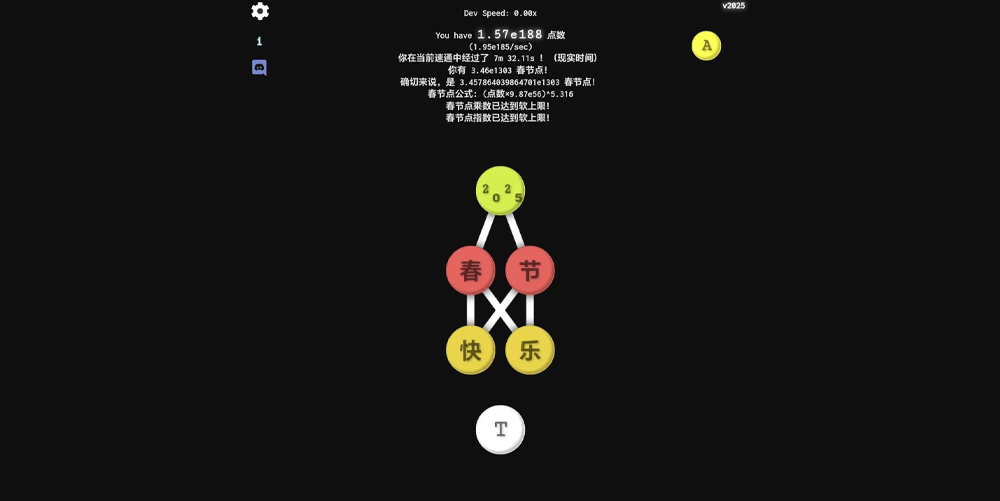 Dev Speed: 0.00x
v2025
You have 1.57e188 点数
(1.95e185/sec)
你在当前速通中经过了 7m 32.11s ! (现实时间)
你有 3.46e1303 春节点!
确切来说, 是 3.457864039864701e1303 春节点!
春节点公式: (点数×9.87e56)^5.316
春节点乘数已达到软上限!
春节点指数已达到软上限!
i
A
2025
春 节
快 乐
T